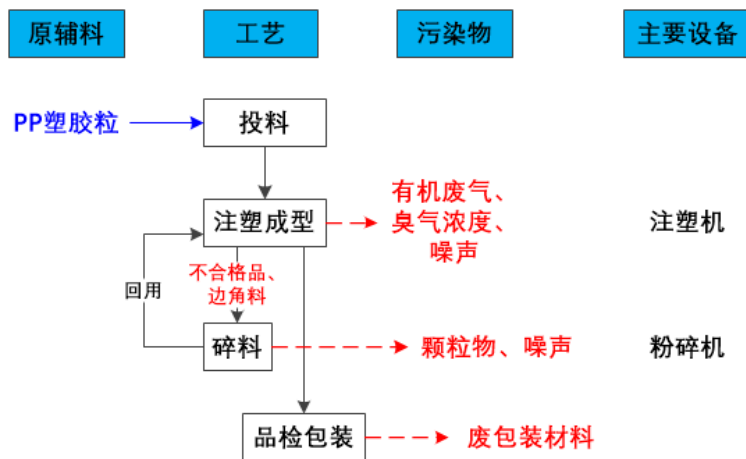 原辅料
工艺
污染物
主要设备
PP塑胶粒
投料
注塑成型
有机废气、
臭气浓度、
噪声
注塑机
回用
不合格品、
边角料
碎料
颗粒物、噪声
粉碎机
品检包装
废包装材料